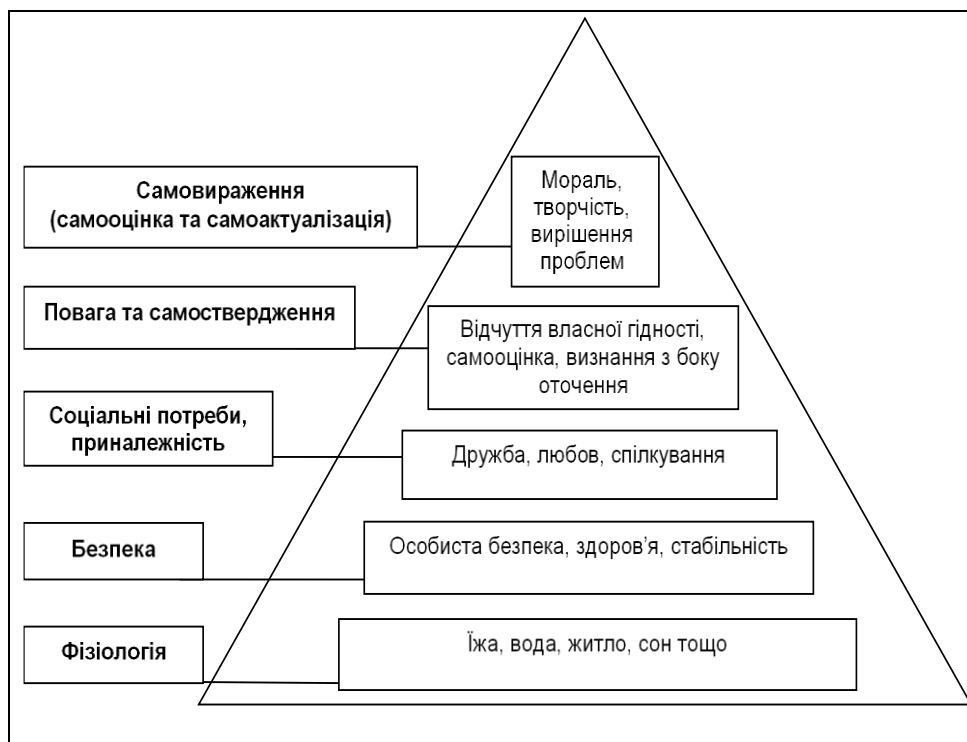 Самовираження
(самооцінка та самоактуалізація)
Мораль,
творчість,
вирішення
проблем
Повага та самоствердження
Відчуття власної гідності,
самооцінка, визнання з боку
оточення
Соціальні потреби,
приналежність
Дружба, любов, спілкування
Безпека
Особиста безпека, здоров’я, стабільність
Фізіологія
Їжа, вода, житло, сон тощо